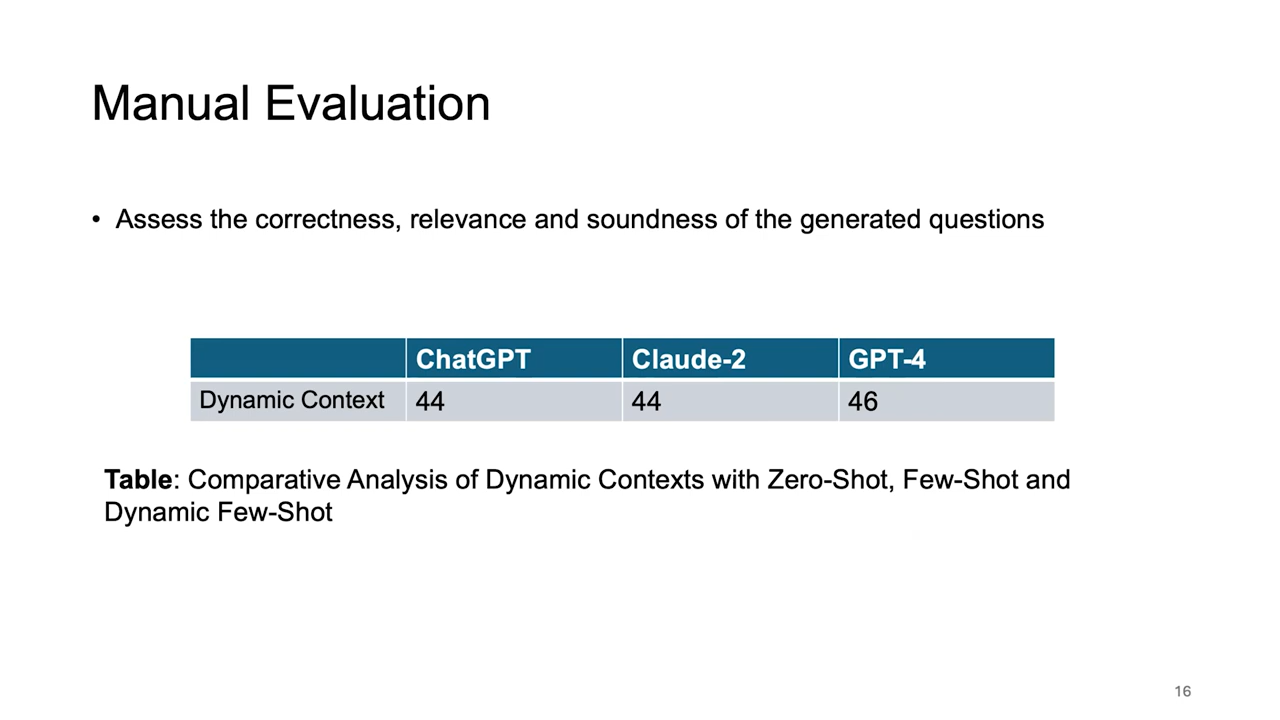 Manual Evaluation
• Assess the correctness, relevance and soundness of the generated questions
ChatGPT Claude-2 GPT-4
Dynamic Context 44 44 46
Table: Comparative Analysis of Dynamic Contexts with Zero-Shot, Few-Shot and
Dynamic Few-Shot
16